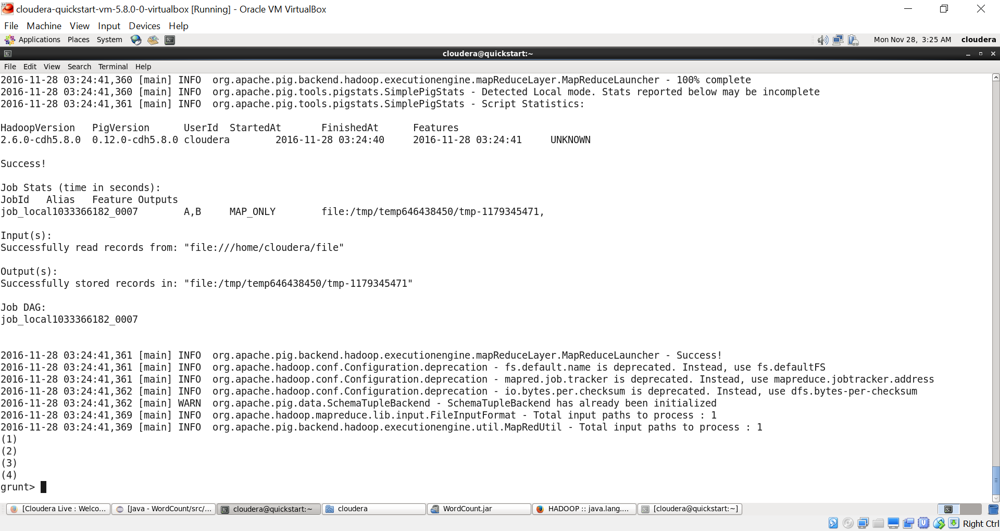 cloudera-quickstart-vm-5.8.0-0-virtualbox [Running] - Oracle VM VirtualBox
File Machine View Input Devices Help
Applications Places System Mon Nov 28, 3:25 AM cloudera
cloudera@quickstart:~
File Edit View Search Terminal Help
2016-11-28 03:24:41,360 [main] INFO  org.apache.pig.backend.hadoop.executionengine.mapReduceLayer.MapReduceLauncher - 100% complete
2016-11-28 03:24:41,360 [main] INFO  org.apache.pig.tools.pigstats.SimplePigStats - Detected Local mode. Stats reported below may be incomplete
2016-11-28 03:24:41,361 [main] INFO  org.apache.pig.tools.pigstats.SimplePigStats - Script Statistics:
HadoopVersion   PigVersion      UserId  StartedAt       FinishedAt      Features
2.6.0-cdh5.8.0  0.12.0-cdh5.8.0 cloudera        2016-11-28 03:24:40     2016-11-28 03:24:41     UNKNOWN
Success!
Job Stats (time in seconds):
JobId   Alias   Feature Outputs
job_local1033366182_0007        A,B     MAP_ONLY        file:/tmp/temp646438450/tmp-1179345471,
Input(s):
Successfully read records from: "file:///home/cloudera/file"
Output(s):
Successfully stored records in: "file:/tmp/temp646438450/tmp-1179345471"
Job DAG:
job_local1033366182_0007
2016-11-28 03:24:41,361 [main] INFO  org.apache.pig.backend.hadoop.executionengine.mapReduceLayer.MapReduceLauncher - Success!
2016-11-28 03:24:41,361 [main] INFO  org.apache.hadoop.conf.Configuration.deprecation - fs.default.name is deprecated. Instead, use fs.defaultFS
2016-11-28 03:24:41,361 [main] INFO  org.apache.hadoop.conf.Configuration.deprecation - mapred.job.tracker is deprecated. Instead, use mapreduce.jobtracker.address
2016-11-28 03:24:41,362 [main] INFO  org.apache.hadoop.conf.Configuration.deprecation - io.bytes.per.checksum is deprecated. Instead, use dfs.bytes-per-checksum
2016-11-28 03:24:41,362 [main] WARN  org.apache.pig.data.SchemaTupleBackend - SchemaTupleBackend has already been initialized
2016-11-28 03:24:41,369 [main] INFO  org.apache.hadoop.mapreduce.lib.input.FileInputFormat - Total input paths to process : 1
2016-11-28 03:24:41,369 [main] INFO  org.apache.pig.backend.hadoop.executionengine.util.MapRedUtil - Total input paths to process : 1
(1)
(2)
(3)
(4)
grunt>
[Cloudera Live : Welco... [Java - WordCount/src/... cloudera@quickstart:~ cloudera WordCount.jar HADOOP :: java.lang.... [cloudera@quickstart:~]
Right Ctrl